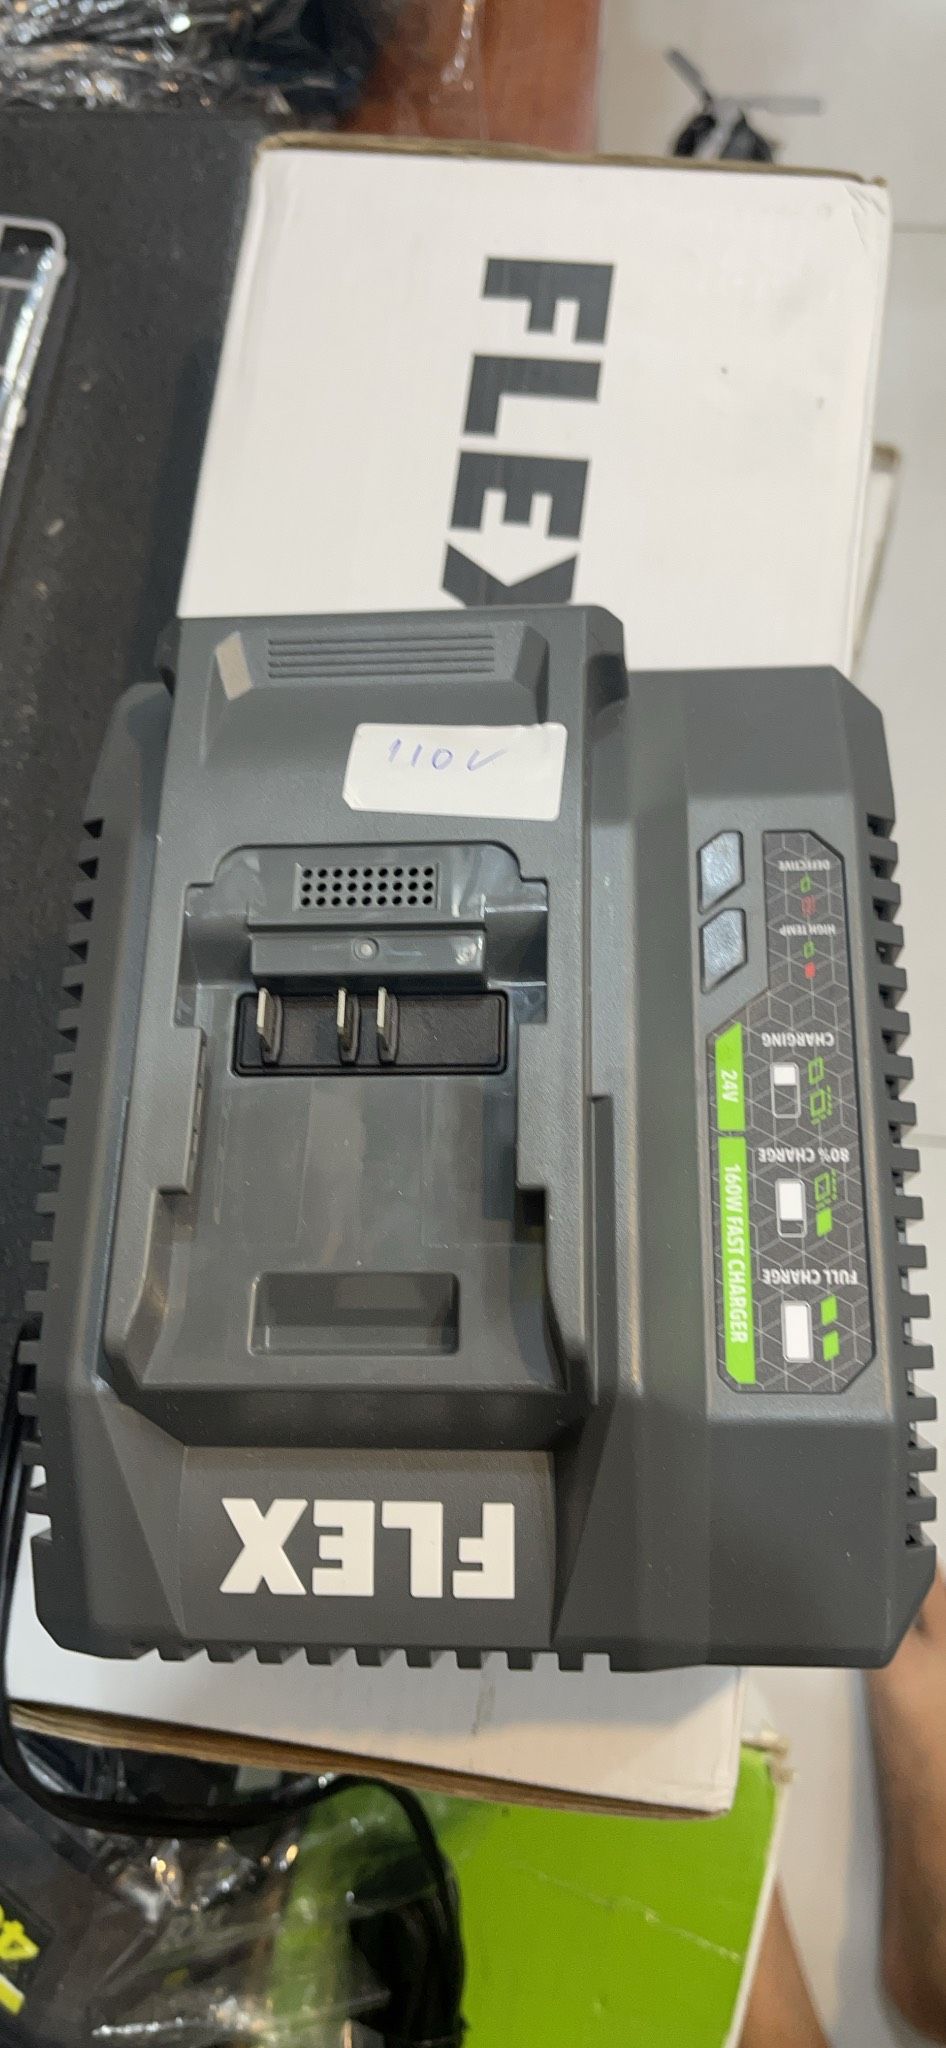 FLEX
110V
DEFECTIVE
HIGH TEMP
CHARGING
80% CHARGE
FULL CHARGE
24V
160W FAST CHARGER
FLEX